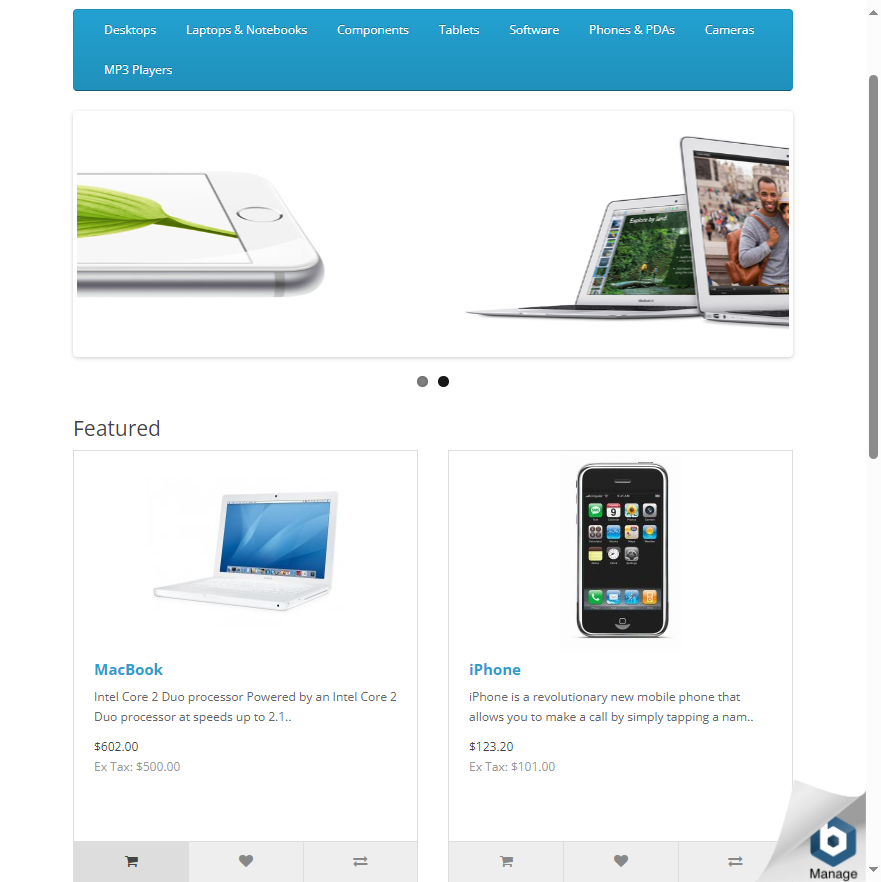 Desktops Laptops & Notebooks Components Tablets Software Phones & PDAs Cameras
MP3 Players
Explore by land.
Featured
MacBook
Intel Core 2 Duo processor Powered by an Intel Core 2
Duo processor at speeds up to 2.1..
$602.00
Ex Tax: $500.00
iPhone
iPhone is a revolutionary new mobile phone that
allows you to make a call by simply tapping a nam..
$123.20
Ex Tax: $101.00
Manage